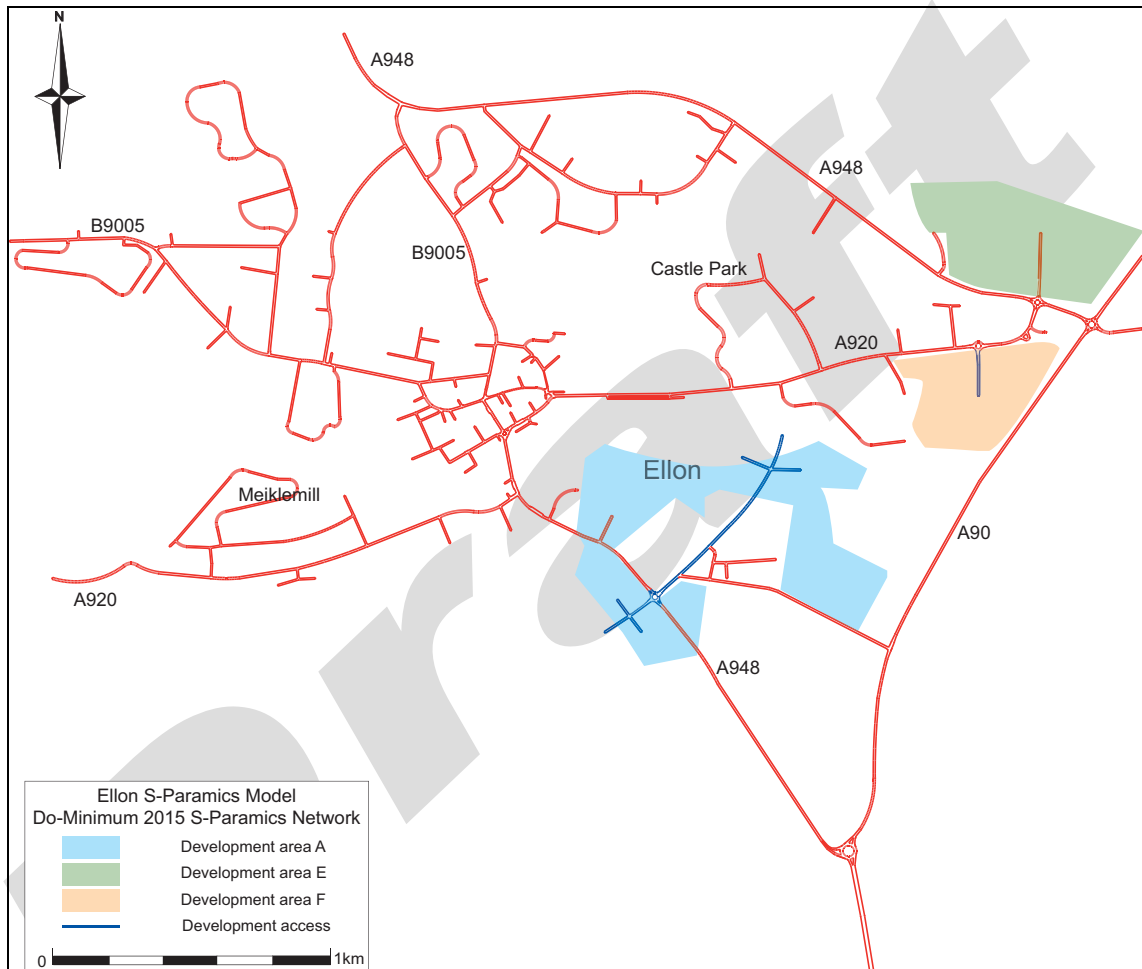 N
A948
A948
B9005
B9005
Castle Park
A920
Ellon
Meiklemill
A90
A920
A948
Draft
Ellon S-Paramics Model
Do-Minimum 2015 S-Paramics Network
Development area A
Development area E
Development area F
Development access
0 1km